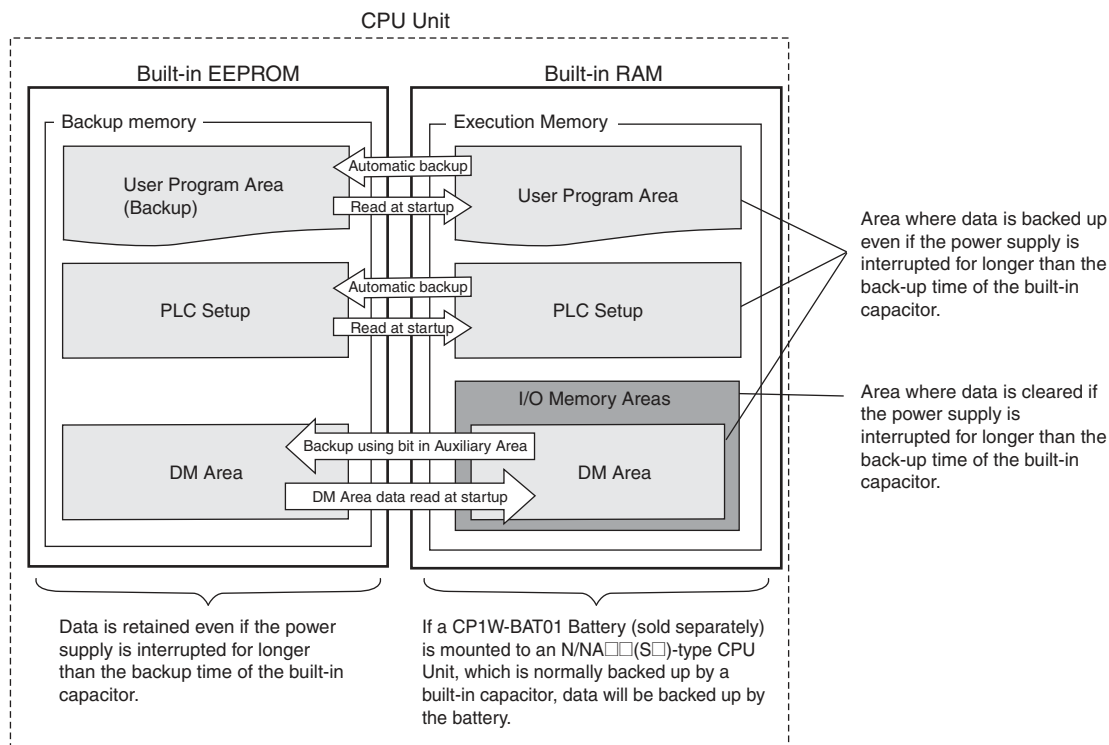 CPU Unit
Built-in EEPROM
Built-in RAM
Backup memory
Execution Memory
User Program Area
(Backup)
Automatic backup
Read at startup
User Program Area
PLC Setup
Automatic backup
Read at startup
PLC Setup
I/O Memory Areas
DM Area
Backup using bit in Auxiliary Area
DM Area data read at startup
DM Area
Area where data is backed up
even if the power supply is
interrupted for longer than the
back-up time of the built-in
capacitor.
Area where data is cleared if
the power supply is
interrupted for longer than the
back-up time of the built-in
capacitor.
Data is retained even if the power
supply is interrupted for longer
than the backup time of the built-in
capacitor.
If a CP1W-BAT01 Battery (sold separately)
is mounted to an N/NA□□(S□)-type CPU
Unit, which is normally backed up by a
built-in capacitor, data will be backed up by
the battery.